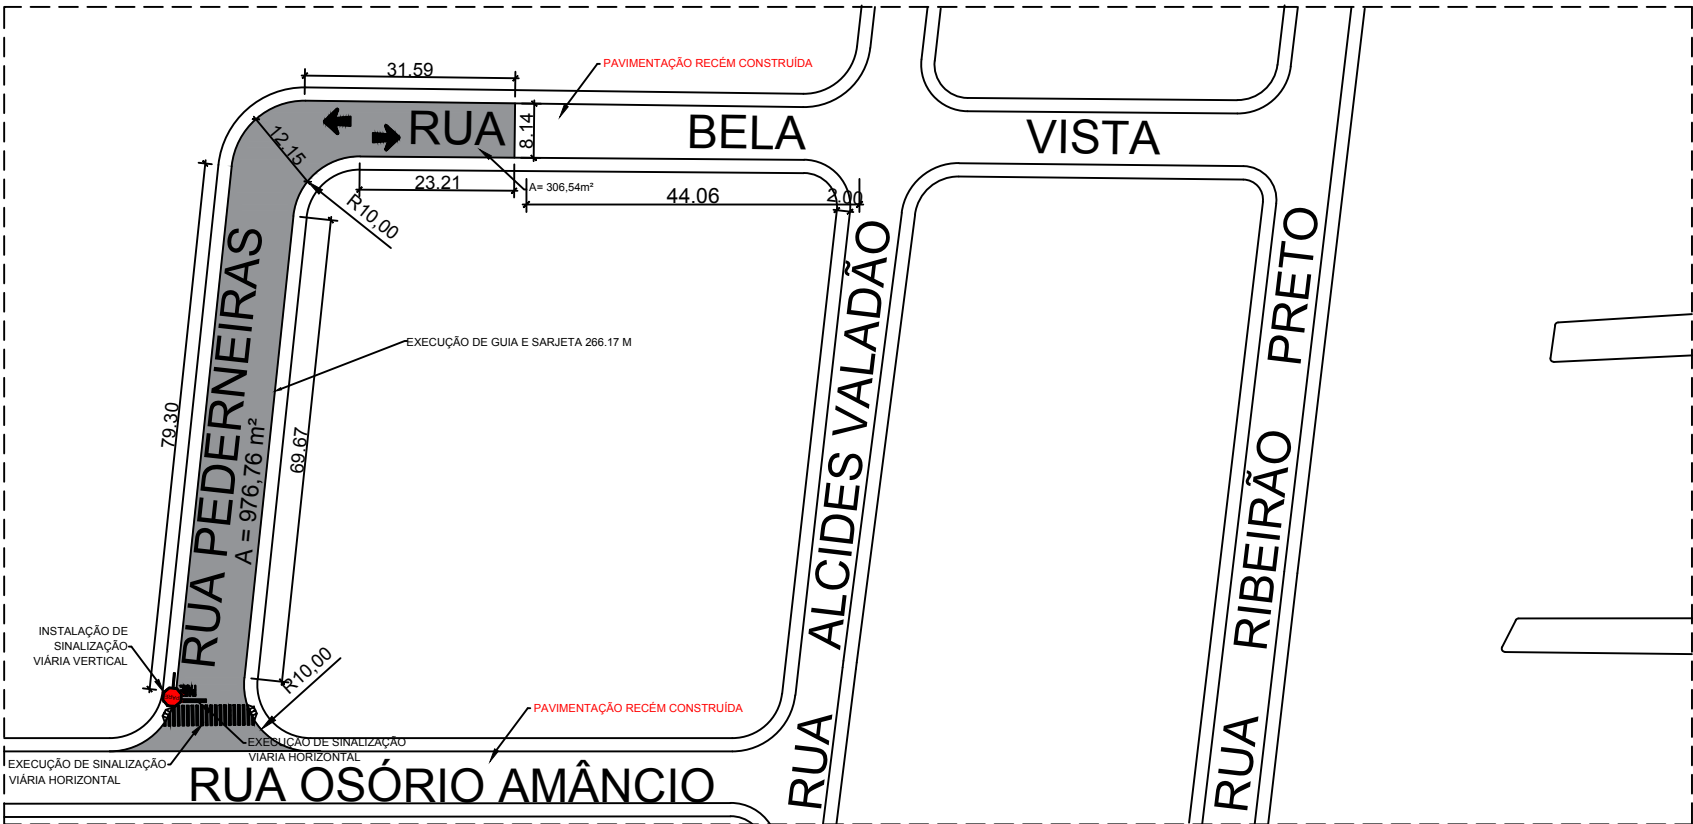 31.59
PAVIMENTAÇÃO RECÉM CONSTRUÍDA
RUA BELA VISTA
8.14
12.15
23.21
A= 306,54m²
44.06
2.00
R10,00
EXECUÇÃO DE GUIA E SARJETA 266.17 M
79.30
69.67
RUA PEDERNEIRAS
A = 976,76 m²
RUA ALCIDES VALADÃO
RUA RIBEIRÃO PRETO
INSTALAÇÃO DE
SINALIZAÇÃO
VIÁRIA VERTICAL
R10,00
PAVIMENTAÇÃO RECÉM CONSTRUÍDA
EXECUÇÃO DE SINALIZAÇÃO
VIÁRIA HORIZONTAL
EXECUÇÃO DE SINALIZAÇÃO
VIÁRIA HORIZONTAL
RUA OSÓRIO AMÂNCIO